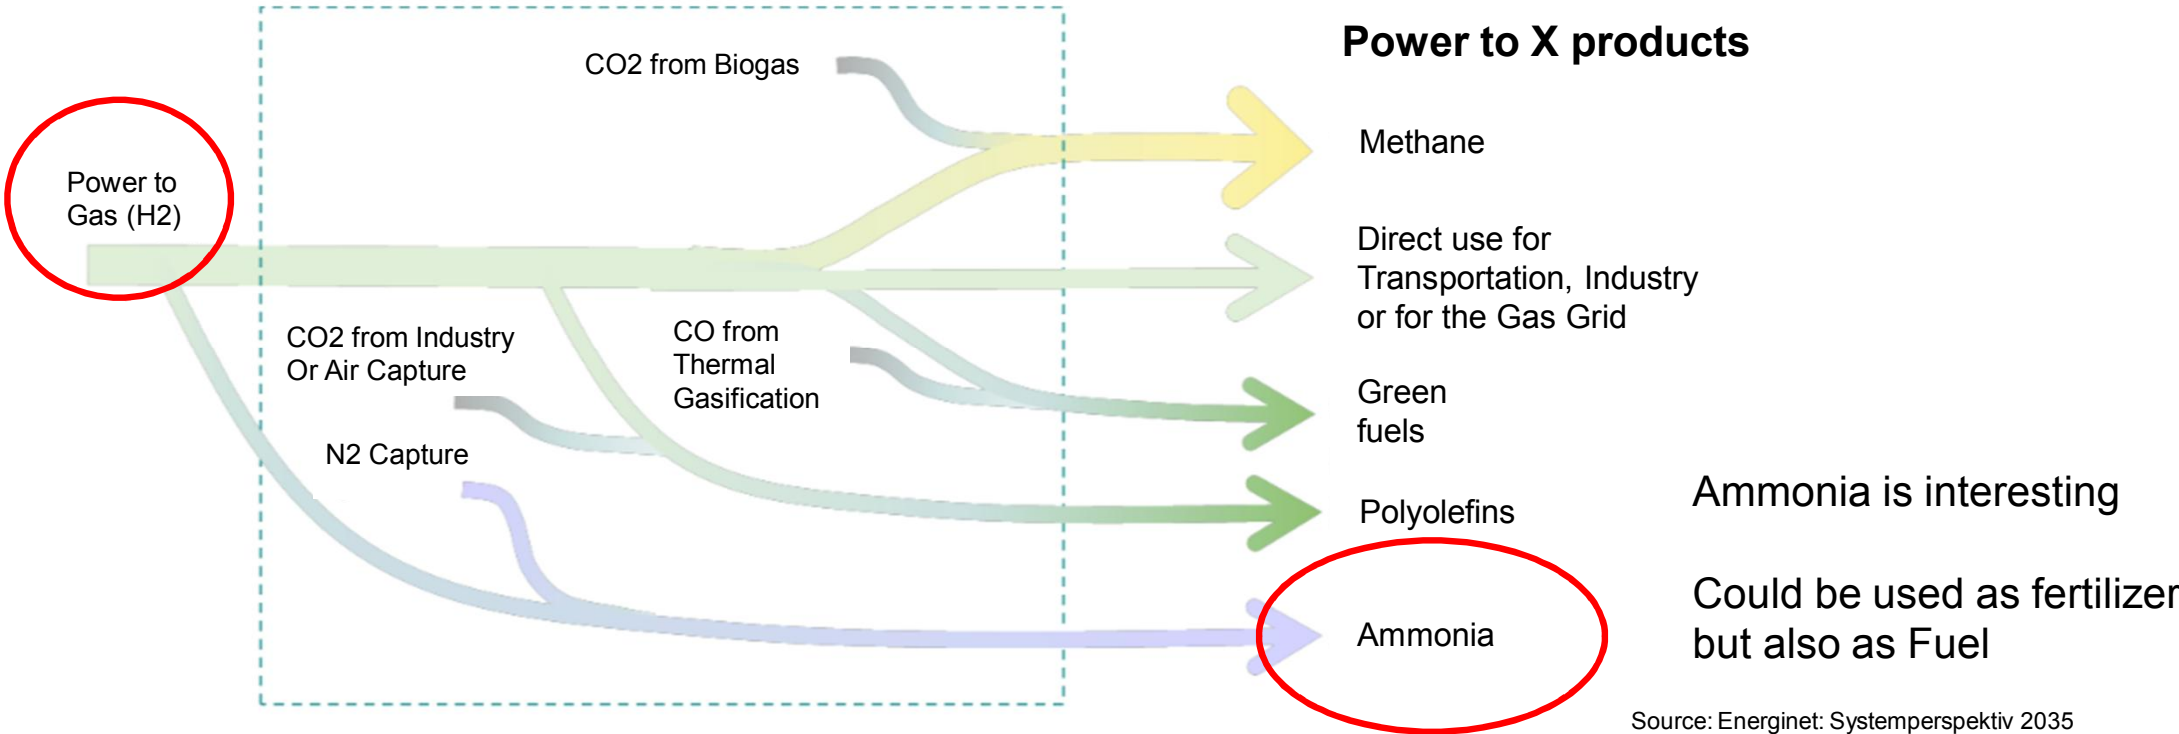 Power to X products
CO2 from Biogas
Methane
Power to
Gas (H2)
Direct use for
Transportation, Industry
or for the Gas Grid
CO2 from Industry
Or Air Capture
CO from
Thermal
Gasification
Green
fuels
N2 Capture
Polyolefins
Ammonia is interesting
Could be used as fertilizer
but also as Fuel
Ammonia
Source: Energinet: Systemperspektiv 2035